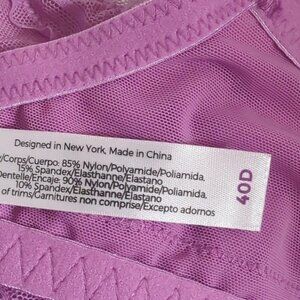 Designed in New York, Made in China
/Corps/Cuerpo: 85% Nylon/Polyamide/Poliamida,
15% Spandex/Elasthanne/Elastano
Dentelle/Encaje: 90% Nylon/Polyamide/Poliamida,
10% Spandex/Elasthanne/Elastano
of trims/Garnitures non comprise/Excepto adornos
40D